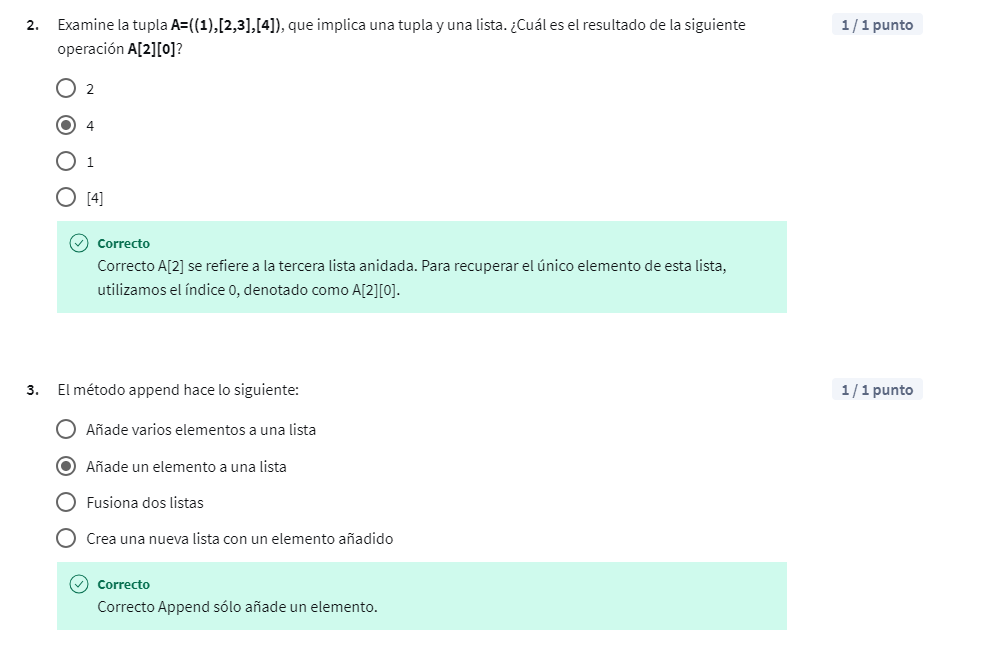 2. Examine la tupla A=((1),[2,3],[4]), que implica una tupla y una lista. ¿Cuál es el resultado de la siguiente 1 / 1 punto
operación A[2][0]?
2
4
1
[4]
Correcto
Correcto A[2] se refiere a la tercera lista anidada. Para recuperar el único elemento de esta lista,
utilizamos el índice 0, denotado como A[2][0].
3. El método append hace lo siguiente: 1 / 1 punto
Añade varios elementos a una lista
Añade un elemento a una lista
Fusiona dos listas
Crea una nueva lista con un elemento añadido
Correcto
Correcto Append sólo añade un elemento.